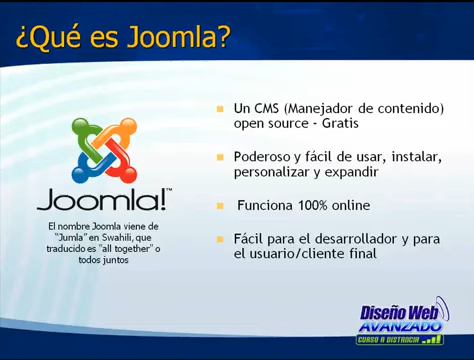 ¿Qué es Joomla?
Un CMS (Manejador de contenido)
open source - Gratis
Poderoso y fácil de usar, instalar,
personalizar y expandir
Funciona 100% online
Fácil para el desarrollador y para
el usuario/cliente final
Joomla!™
El nombre Joomla viene de
"Jumla" en Swahili, que
traducido es "all together" o
todos juntos
Diseño Web
AVANZADO
CURSO A DISTANCIA